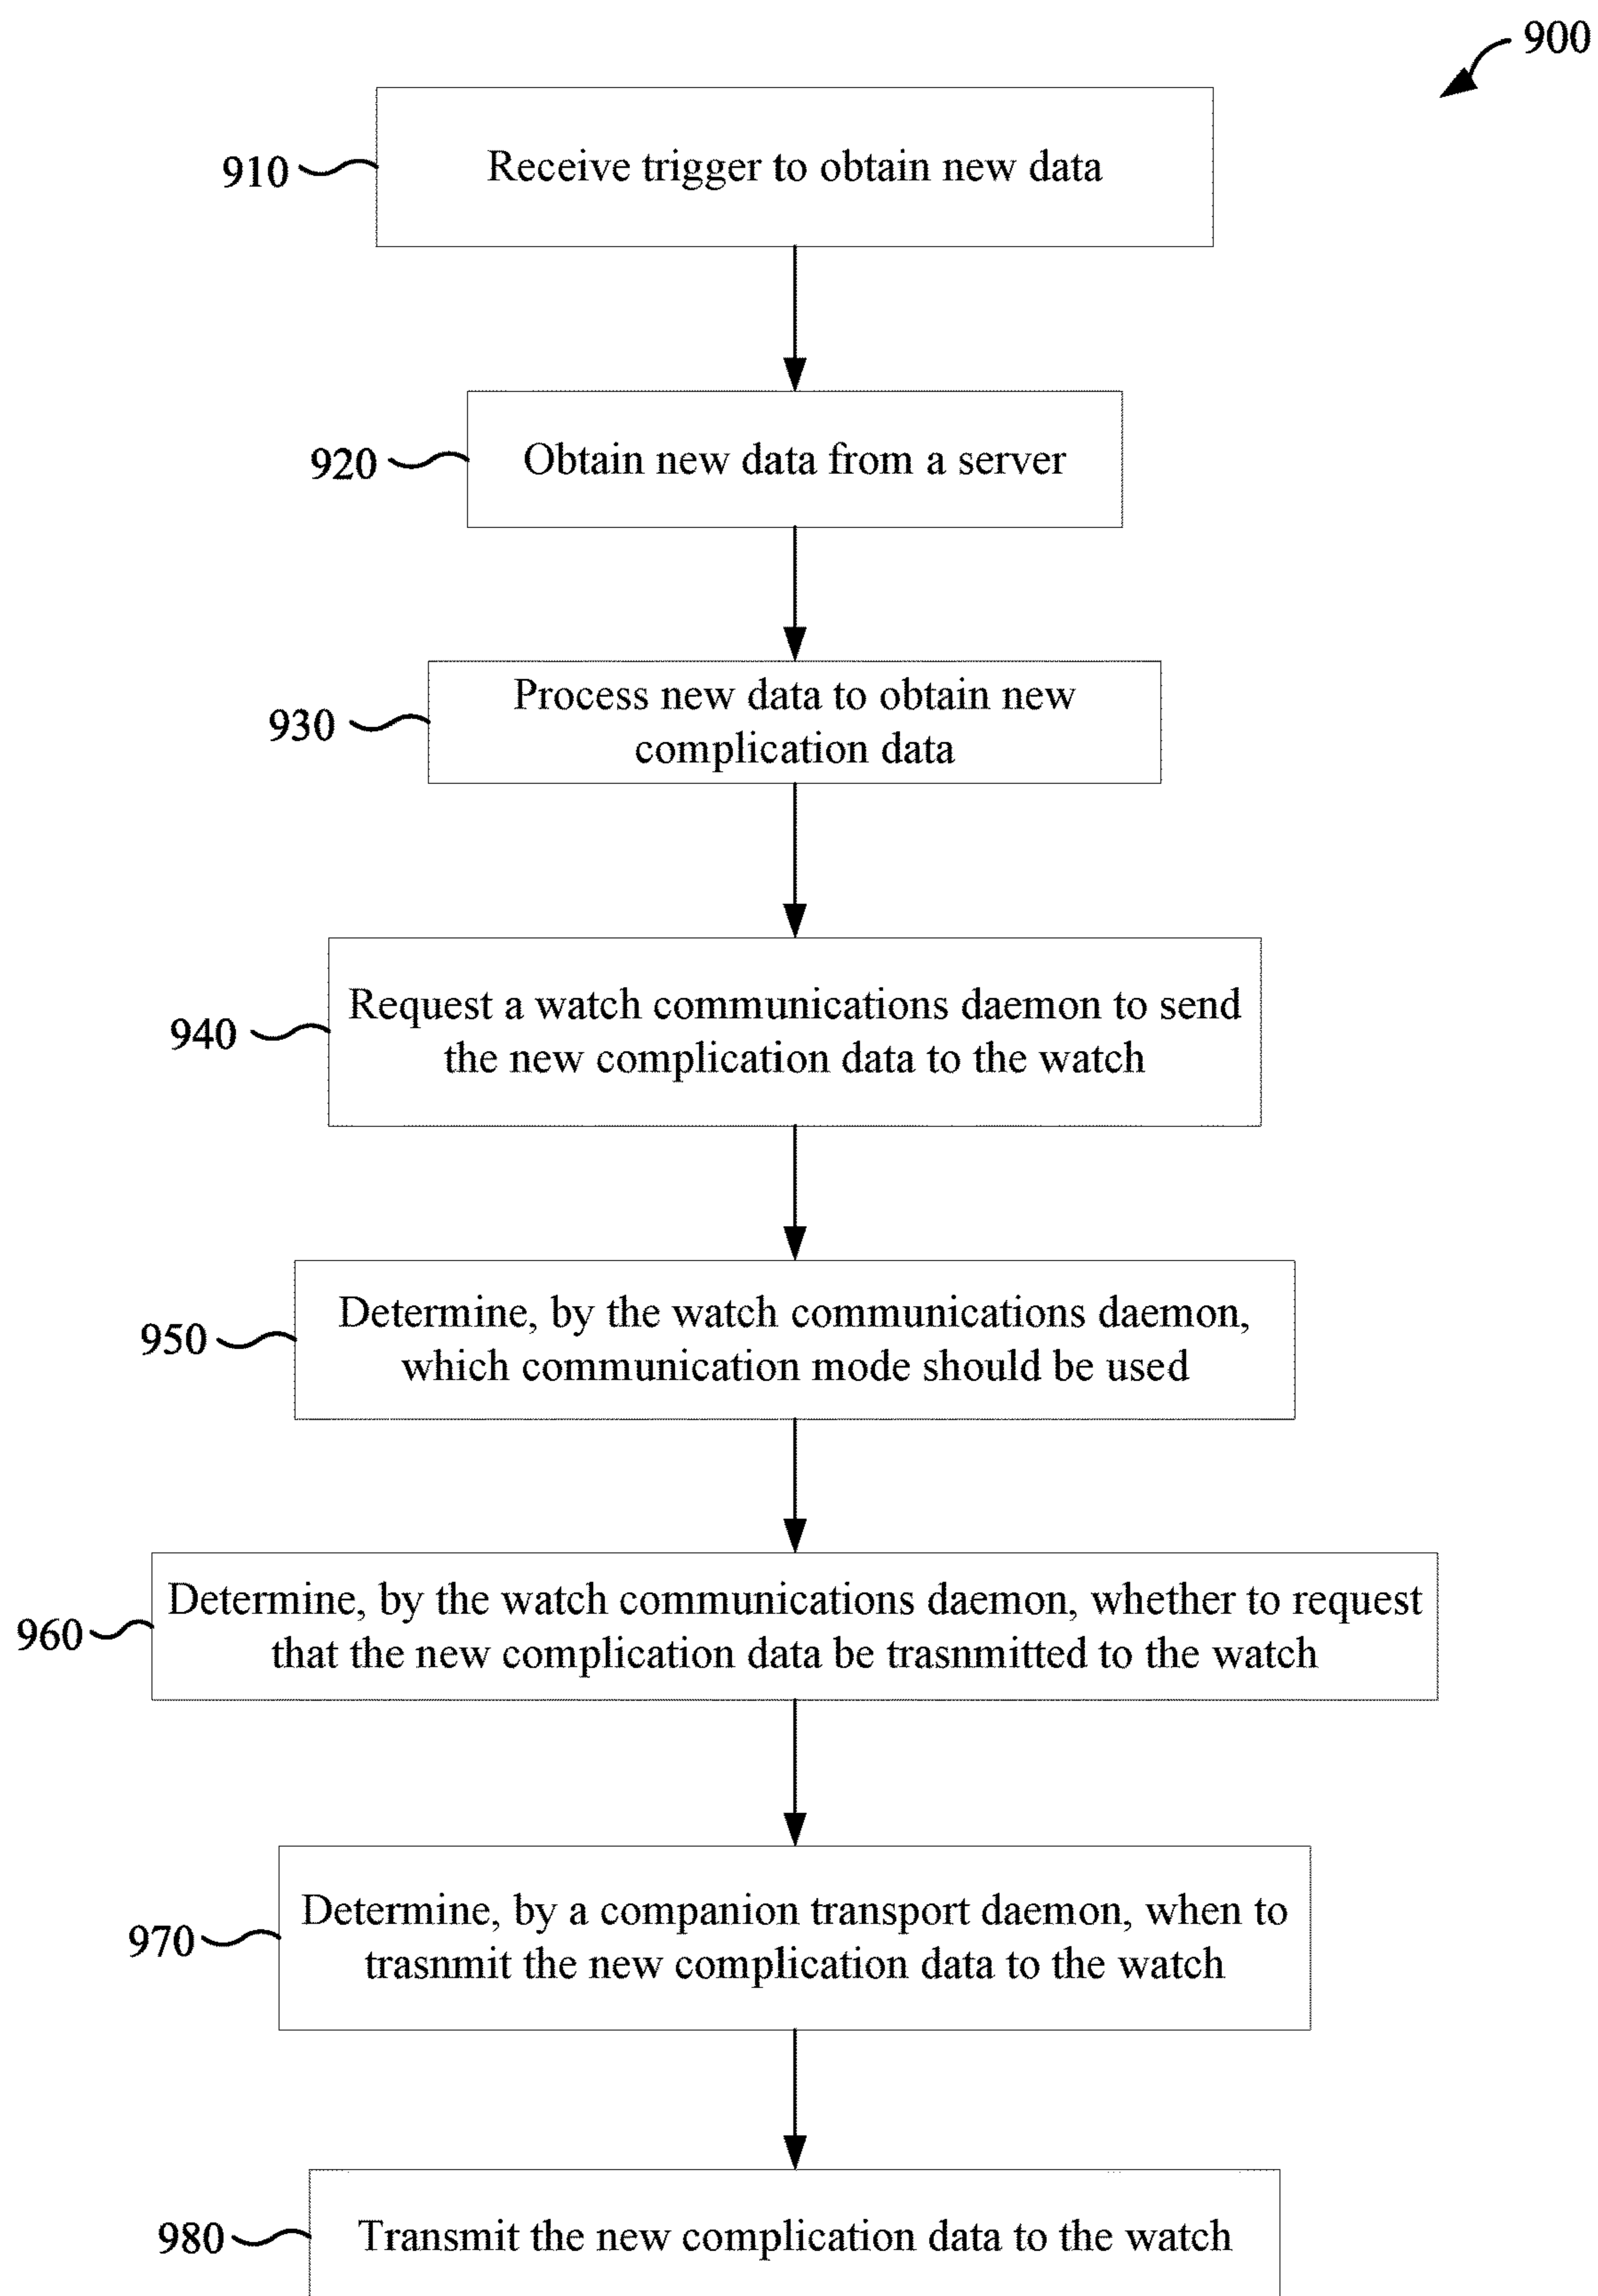 900
910
Receive trigger to obtain new data
920
Obtain new data from a server
930
Process new data to obtain new
complication data
940
Request a watch communications daemon to send
the new complication data to the watch
950
Determine, by the watch communications daemon,
which communication mode should be used
960
Determine, by the watch communications daemon, whether to request
that the new complication data be trasnmitted to the watch
970
Determine, by a companion transport daemon, when to
trasnmit the new complication data to the watch
980
Transmit the new complication data to the watch